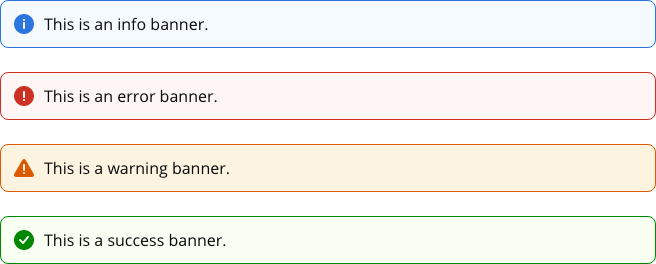 This is an info banner.
This is an error banner.
This is a warning banner.
This is a success banner.